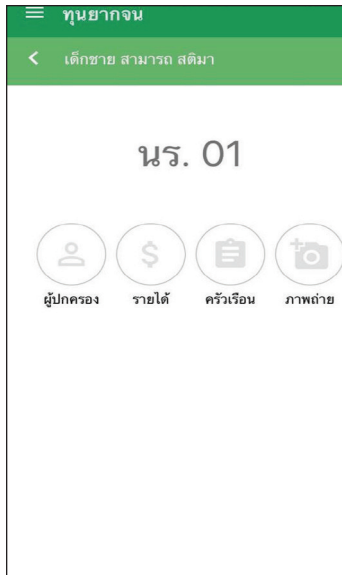 ทุนยากจน
เด็กชาย สามารถ สติมา
นร. 01
ผู้ปกครอง รายได้ ครัวเรือน ภาพถ่าย